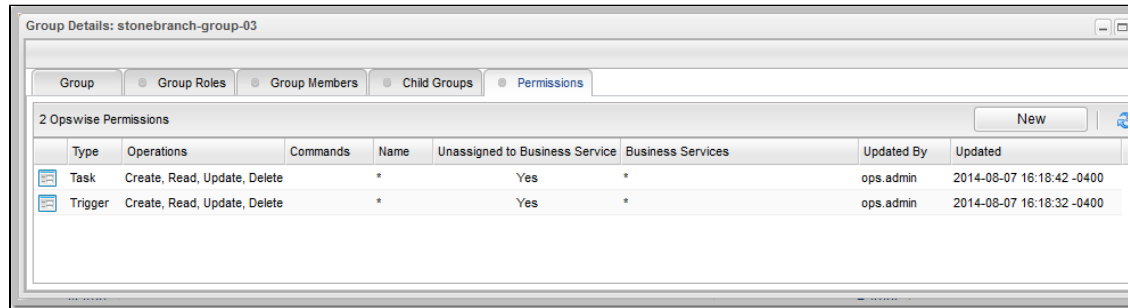 Group Details: stonebranch-group-03
Group Group Roles Group Members Child Groups Permissions
2 Opswise Permissions New
Type Operations Commands Name Unassigned to Business Service Business Services Updated By Updated
Task Create, Read, Update, Delete * Yes * ops.admin 2014-08-07 16:18:42 -0400
Trigger Create, Read, Update, Delete * Yes * ops.admin 2014-08-07 16:18:32 -0400